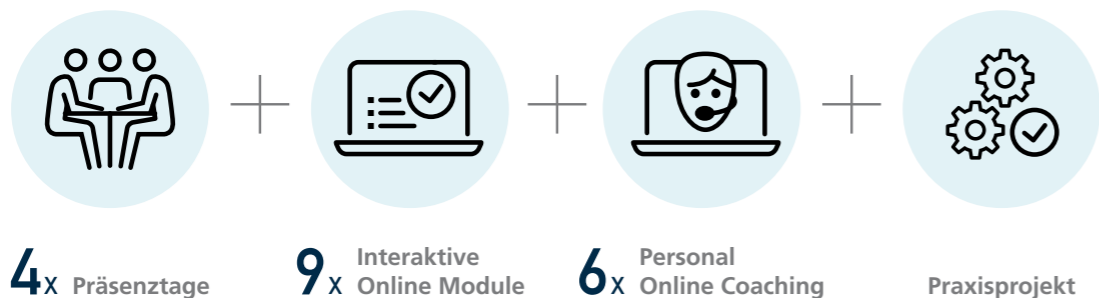 4x Präsenztage
9x Interaktive
Online Module
6x Personal
Online Coaching
Praxisprojekt